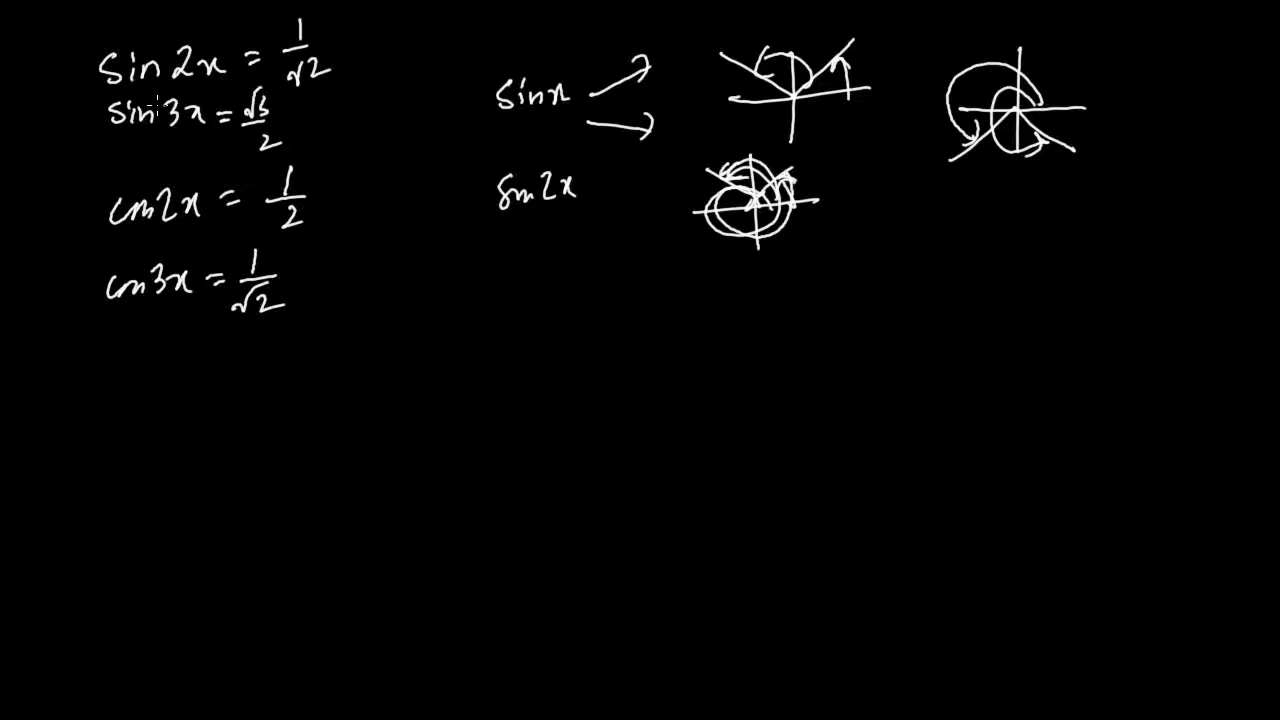 sin 2x = 1/√2
sin 3x = √3/2
cos 2x = 1/2
cos 3x = 1/√2
sin x
sin 2x